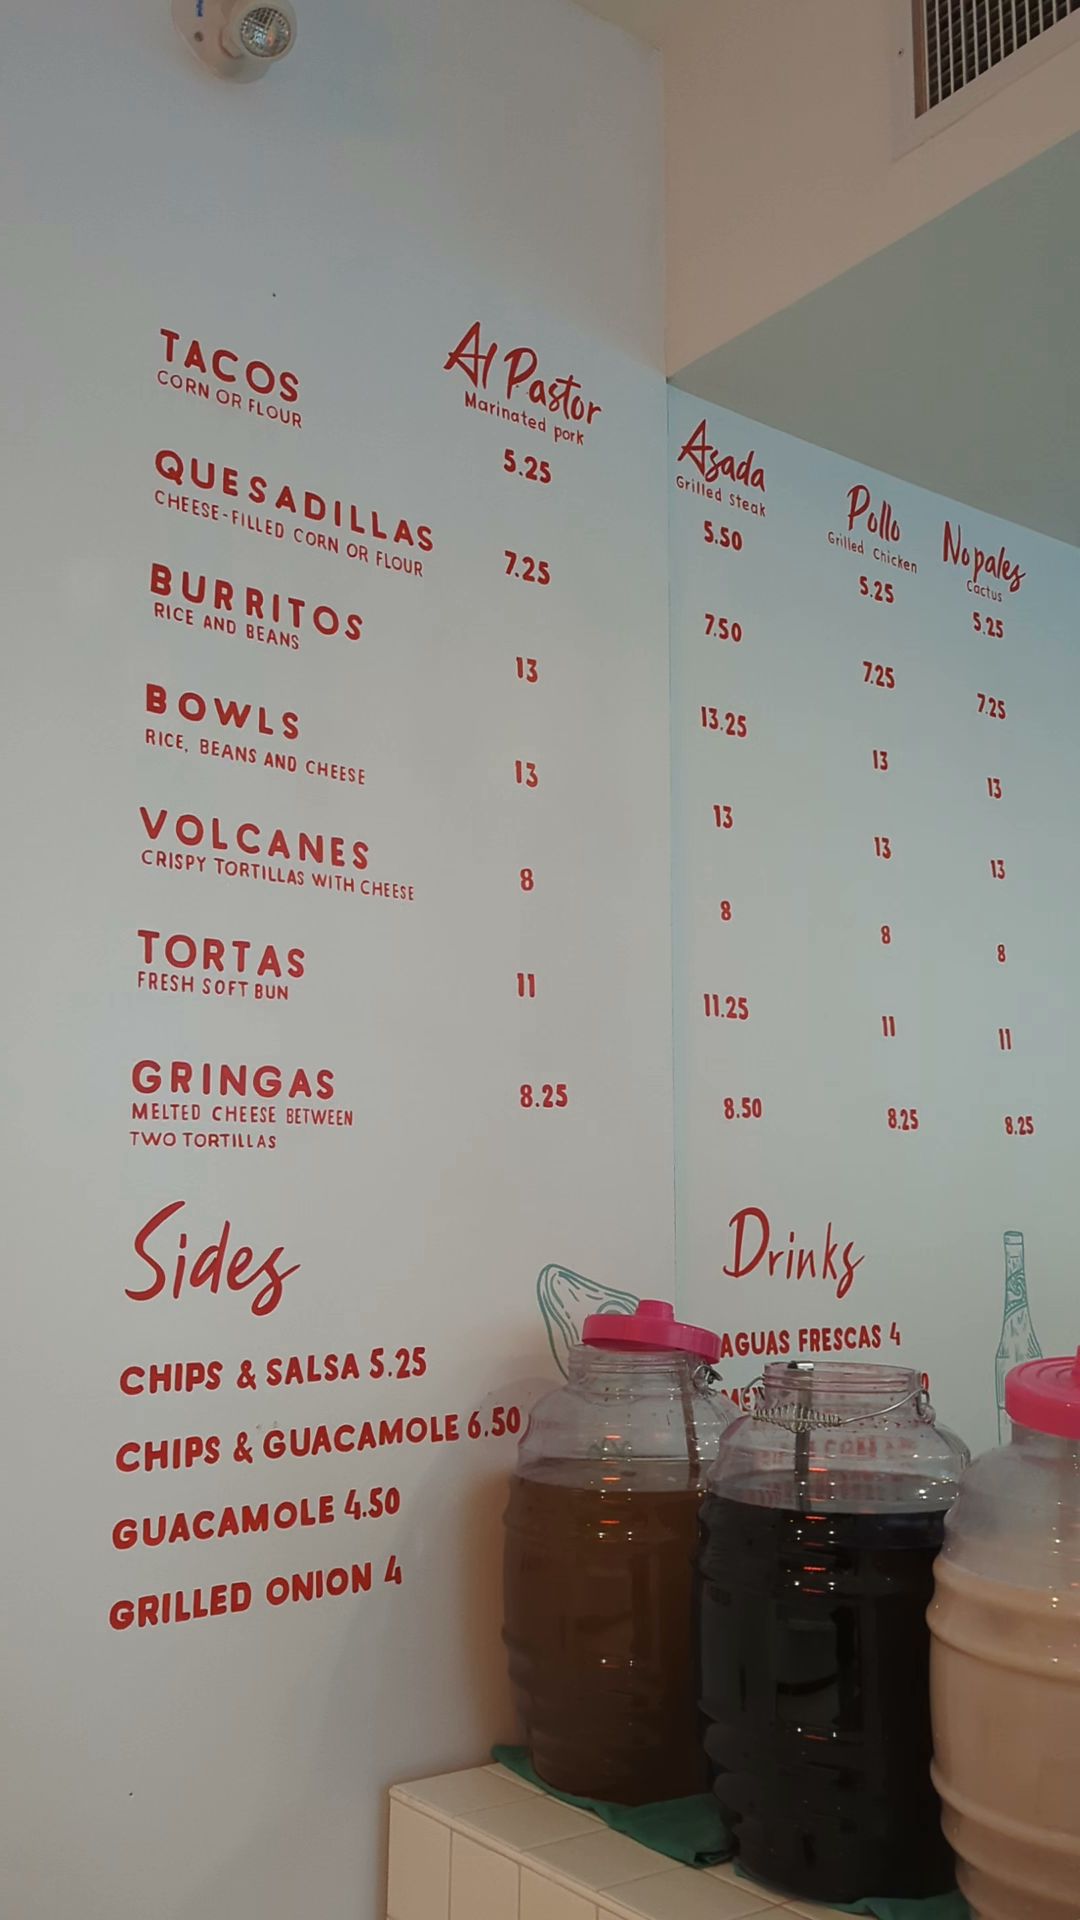 TACOS
CORN OR FLOUR
QUESADILLAS
CHEESE-FILLED CORN OR FLOUR
BURRITOS
RICE AND BEANS
BOWLS
RICE, BEANS AND CHEESE
VOLCANES
CRISPY TORTILLAS WITH CHEESE
TORTAS
FRESH SOFT BUN
GRINGAS
MELTED CHEESE BETWEEN
TWO TORTILLAS
Al Pastor
Marinated pork
5.25
7.25
13
13
8
11
8.25
Asada
Grilled Steak
5.50
7.50
13.25
13
8
11.25
8.50
Pollo
Grilled Chicken
5.25
7.25
13
13
8
11
8.25
Nopales
Cactus
5.25
7.25
13
13
8
11
8.25
Sides
CHIPS & SALSA 5.25
CHIPS & GUACAMOLE 6.50
GUACAMOLE 4.50
GRILLED ONION 4
Drinks
AGUAS FRESCAS 4